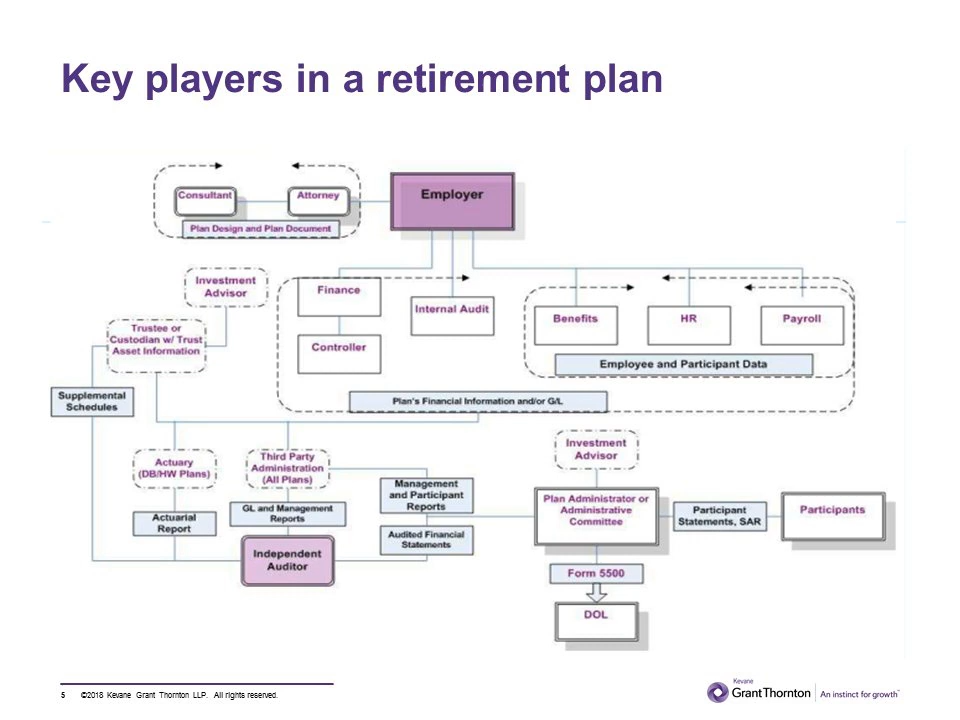 Key players in a retirement plan
Consultant
Attorney
Employer
Plan Design and Plan Document
Investment
Advisor
Finance
Internal Audit
Benefits
HR
Payroll
Trustee or
Custodian w/ Trust
Asset Information
Controller
Employee and Participant Data
Supplemental
Schedules
Plan's Financial Information and/or G/L
Actuary
(DB/HW Plans)
Third Party
Administration
(All Plans)
Investment
Advisor
Management
and Participant
Reports
Plan Administrator or
Administrative
Committee
Participant
Statements, SAR
Participants
Actuarial
Report
GL and Management
Reports
Audited Financial
Statements
Independent
Auditor
Form 5500
DOL
5 ©2018 Kevane Grant Thornton LLP. All rights reserved.
Kevane
GrantThornton
An instinct for growth™